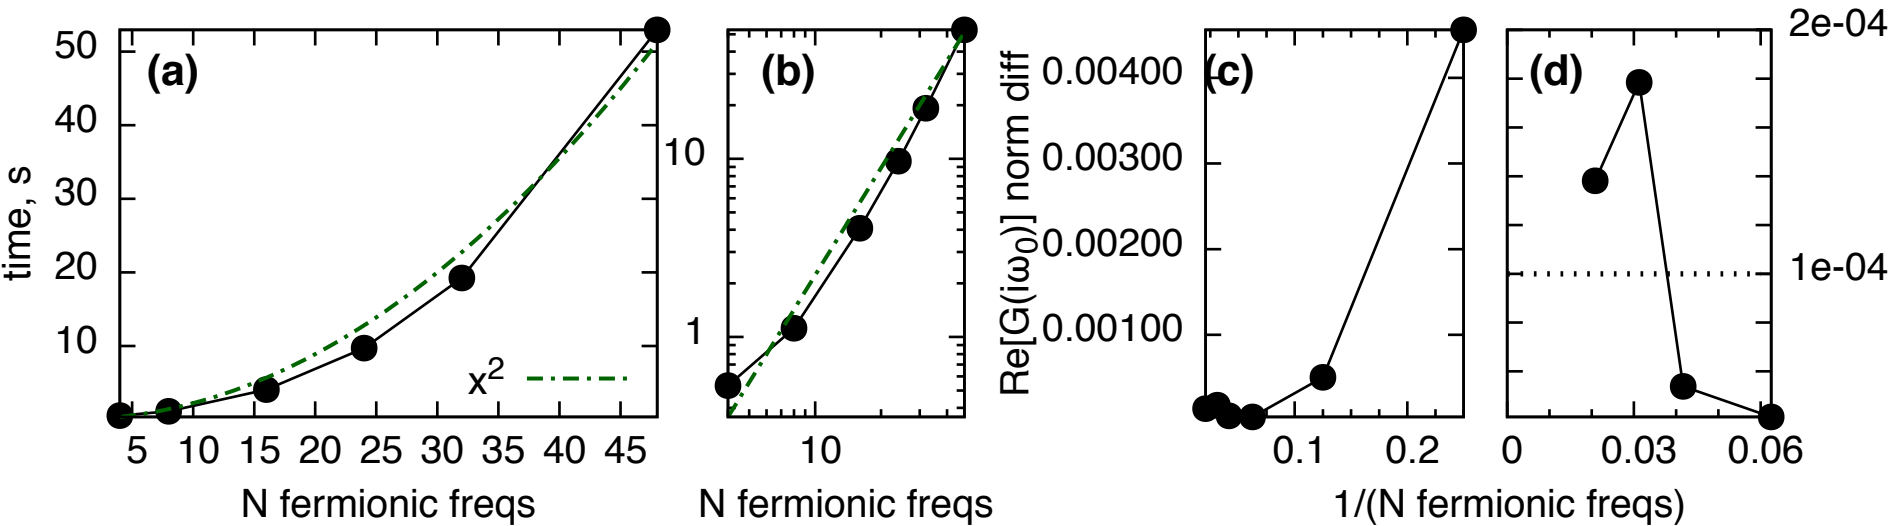 (a)
time, s
50
40
30
20
10
x²
5 10 15 20 25 30 35 40 45
N fermionic freqs
(b)
10
1
10
N fermionic freqs
(c)
Re[G(iω₀)] norm diff
0.00400
0.00300
0.00200
0.00100
0.1 0.2
(d)
2e-04
1e-04
0 0.03 0.06
1/(N fermionic freqs)